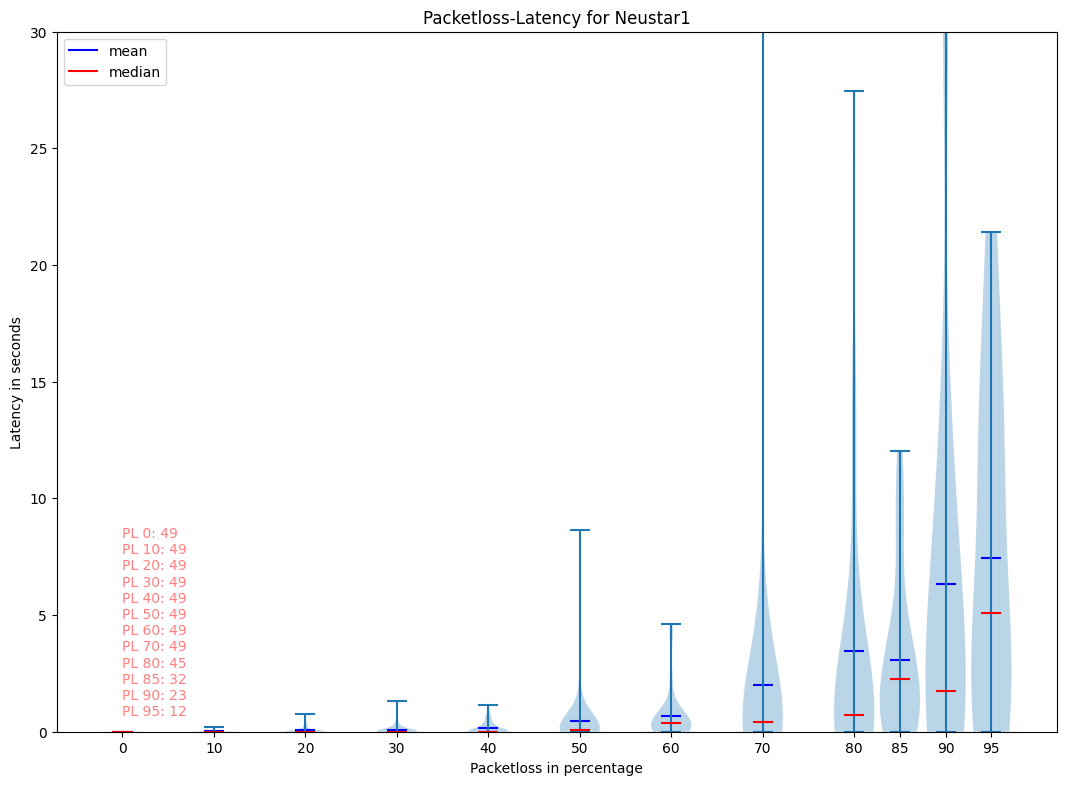 Packetloss-Latency for Neustar1
mean
median
30
25
20
15
10
5
0
Latency in seconds
PL 0: 49
PL 10: 49
PL 20: 49
PL 30: 49
PL 40: 49
PL 50: 49
PL 60: 49
PL 70: 49
PL 80: 45
PL 85: 32
PL 90: 23
PL 95: 12
0 10 20 30 40 50 60 70 80 85 90 95
Packetloss in percentage